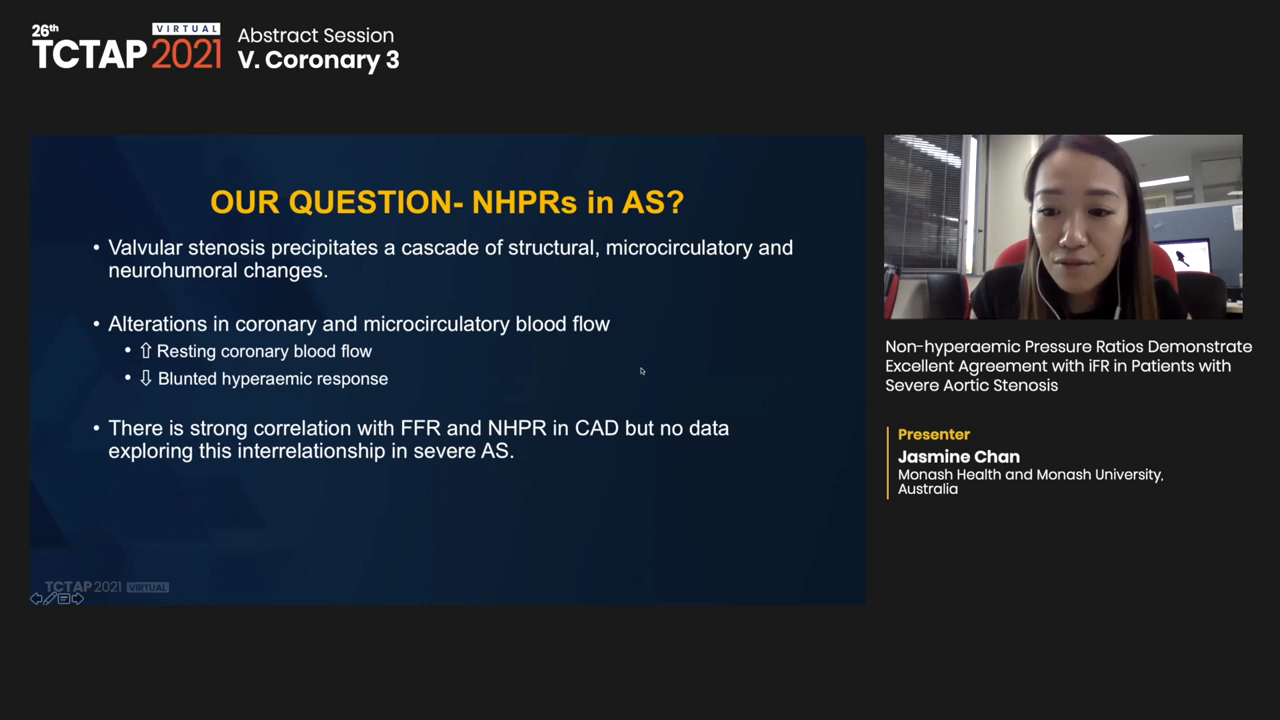 26th
TCTAP 2021
VIRTUAL
Abstract Session
V. Coronary 3
OUR QUESTION- NHPRs in AS?
• Valvular stenosis precipitates a cascade of structural, microcirculatory and
neurohumoral changes.
• Alterations in coronary and microcirculatory blood flow
• ⇧ Resting coronary blood flow
• ⇩ Blunted hyperaemic response
• There is strong correlation with FFR and NHPR in CAD but no data
exploring this interrelationship in severe AS.
TCTAP 2021 VIRTUAL
Non-hyperaemic Pressure Ratios Demonstrate
Excellent Agreement with iFR in Patients with
Severe Aortic Stenosis
Presenter
Jasmine Chan
Monash Health and Monash University,
Australia